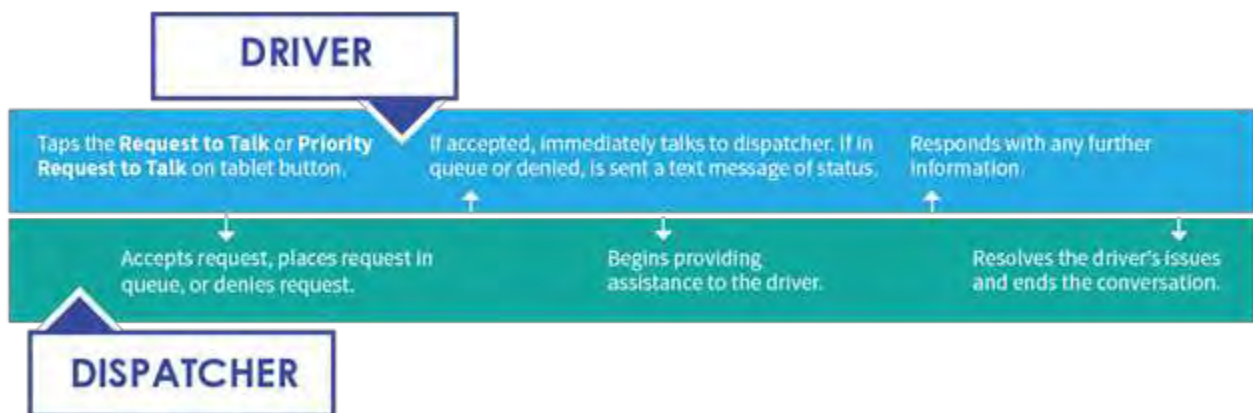 DRIVER
Taps the Request to Talk or Priority
Request to Talk on tablet button.
If accepted, immediately talks to dispatcher. If in
queue or denied, is sent a text message of status.
Responds with any further
information.
Accepts request, places request in
queue, or denies request.
Begins providing
assistance to the driver.
Resolves the driver's issues
and ends the conversation.
DISPATCHER